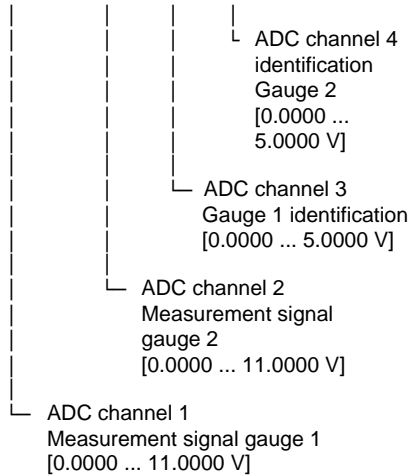 ADC channel 4
identification
Gauge 2
[0.0000 ...
5.0000 V]
ADC channel 3
Gauge 1 identification
[0.0000 ... 5.0000 V]
ADC channel 2
Measurement signal
gauge 2
[0.0000 ... 11.0000 V]
ADC channel 1
Measurement signal gauge 1
[0.0000 ... 11.0000 V]